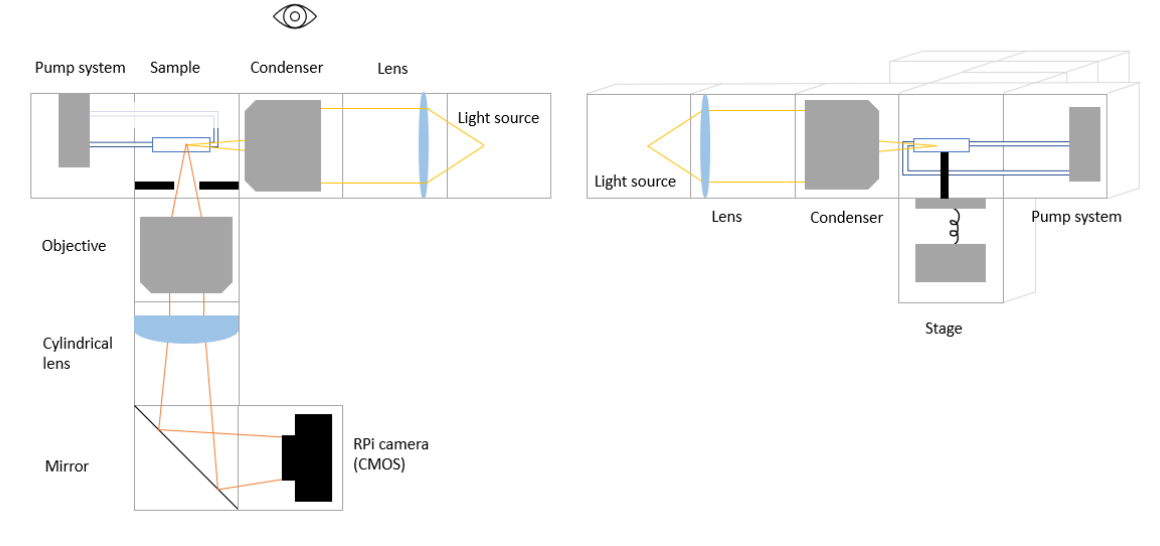 Pump system
Sample
Condenser
Lens
Light source
Objective
Cylindrical
lens
Mirror
RPi camera
(CMOS)
Light source
Lens
Condenser
Pump system
Stage